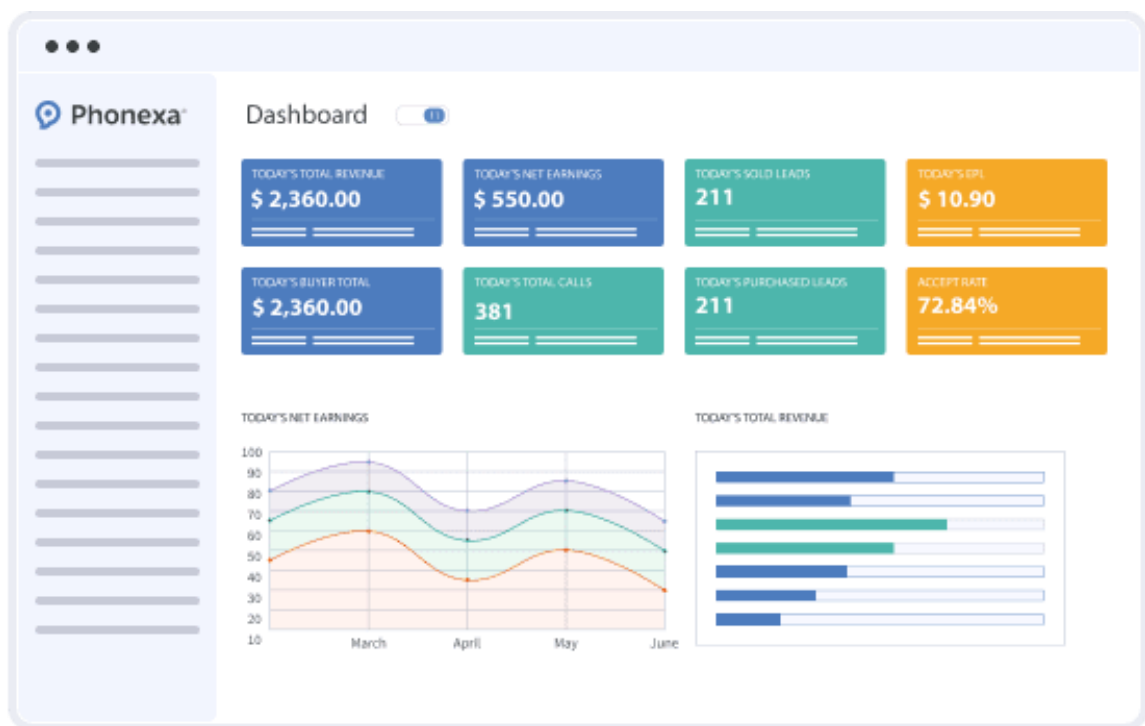 Phonexa
Dashboard
TODAY'S TOTAL REVENUE
$ 2,360.00
TODAY'S NET EARNINGS
$ 550.00
TODAY'S SOLD LEADS
211
TODAY'S EPL
$ 10.90
TODAY'S BUYER TOTAL
$ 2,360.00
TODAY'S TOTAL CALLS
381
TODAY'S PURCHASED LEADS
211
ACCEPT RATE
72.84%
TODAY'S NET EARNINGS
100
90
80
70
60
50
40
30
20
10
March April May June
TODAY'S TOTAL REVENUE